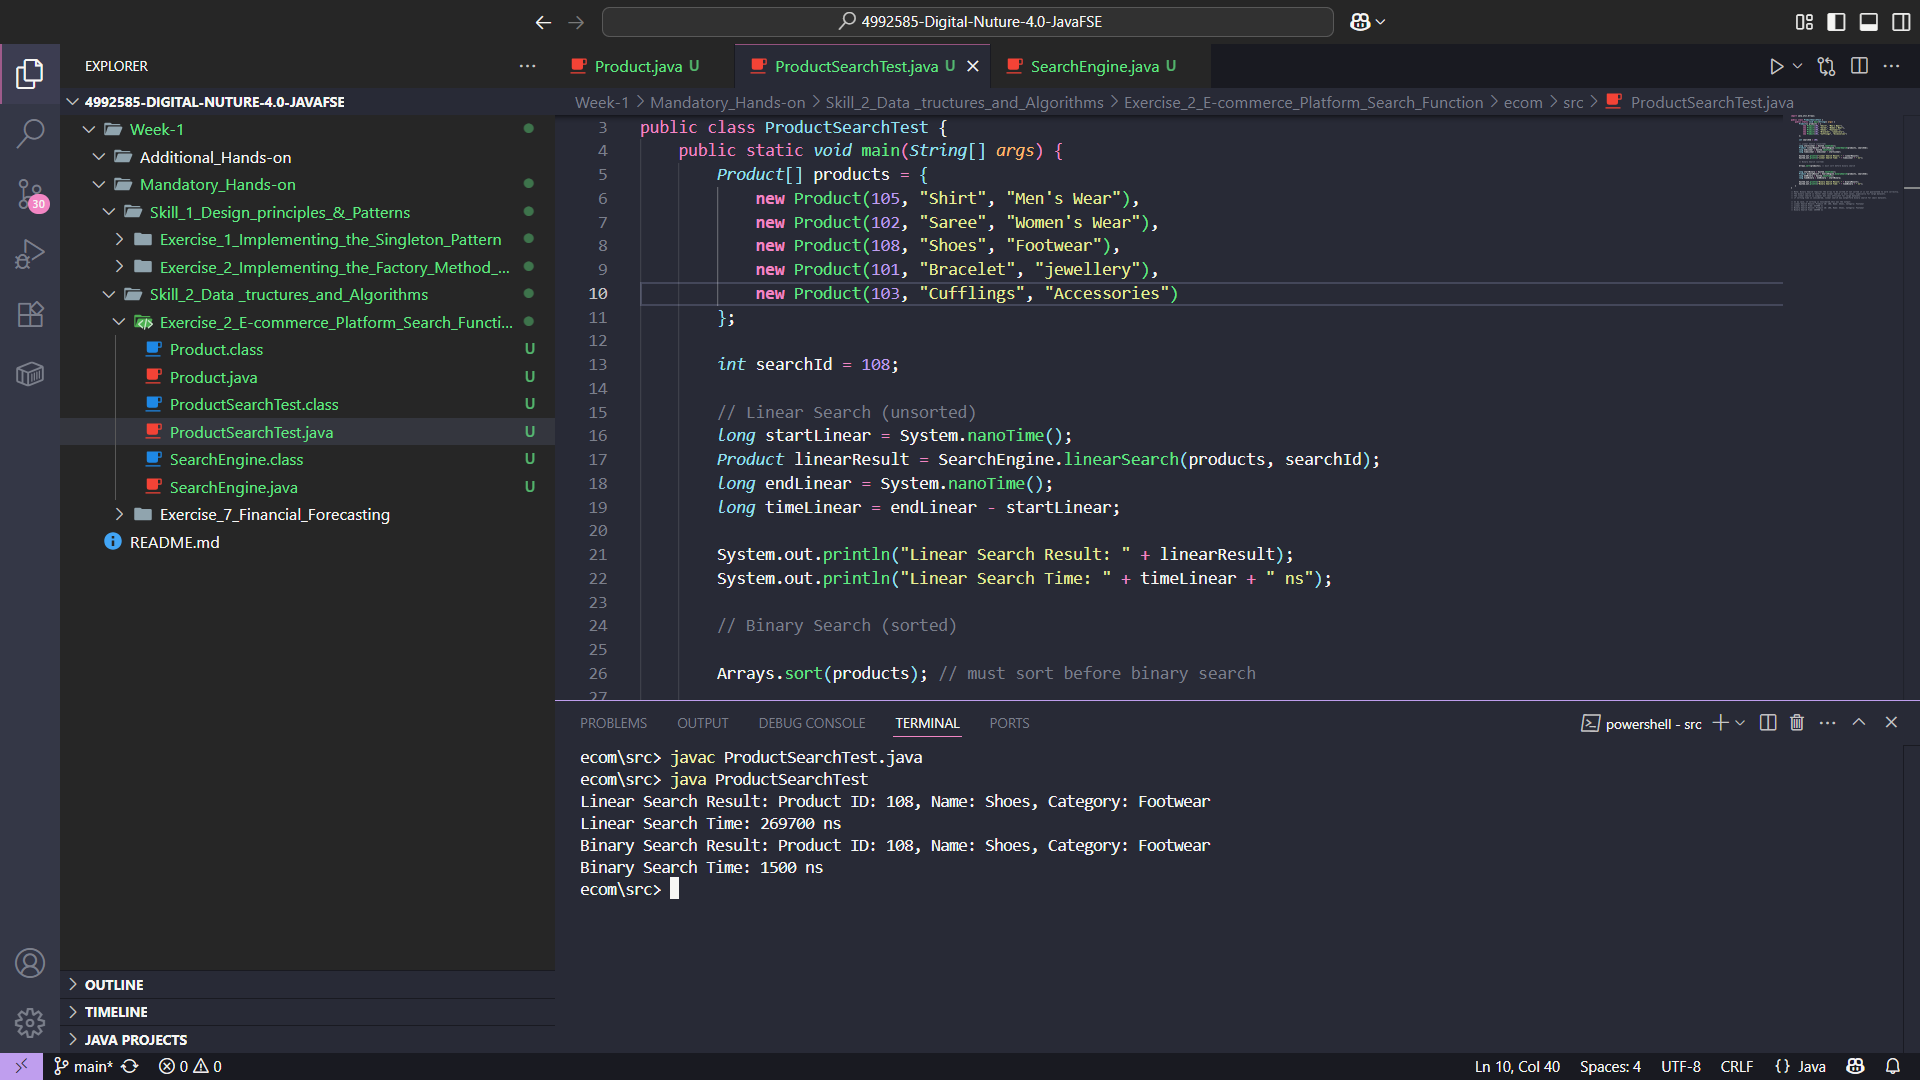 4992585-Digital-Nuture-4.0-JavaFSE
EXPLORER
Product.java U
ProductSearchTest.java U
SearchEngine.java U
4992585-DIGITAL-NUTURE-4.0-JAVAFSE
Week-1 > Mandatory_Hands-on > Skill_2_Data _tructures_and_Algorithms > Exercise_2_E-commerce_Platform_Search_Function > ecom > src > ProductSearchTest.java
Week-1
Additional_Hands-on
Mandatory_Hands-on
Skill_1_Design_principles_&_Patterns
Exercise_1_Implementing_the_Singleton_Pattern
Exercise_2_Implementing_the_Factory_Method_...
Skill_2_Data _tructures_and_Algorithms
Exercise_2_E-commerce_Platform_Search_Functi...
Product.class U
Product.java U
ProductSearchTest.class U
ProductSearchTest.java U
SearchEngine.class U
SearchEngine.java U
Exercise_7_Financial_Forecasting
README.md
30
OUTLINE
TIMELINE
JAVA PROJECTS
3 public class ProductSearchTest {
4 public static void main(String[] args) {
5 Product[] products = {
6 new Product(105, "Shirt", "Men's Wear"),
7 new Product(102, "Saree", "Women's Wear"),
8 new Product(108, "Shoes", "Footwear"),
9 new Product(101, "Bracelet", "jewellery"),
10 new Product(103, "Cufflings", "Accessories")
11 };
12
13 int searchId = 108;
14
15 // Linear Search (unsorted)
16 long startLinear = System.nanoTime();
17 Product linearResult = SearchEngine.linearSearch(products, searchId);
18 long endLinear = System.nanoTime();
19 long timeLinear = endLinear - startLinear;
20
21 System.out.println("Linear Search Result: " + linearResult);
22 System.out.println("Linear Search Time: " + timeLinear + " ns");
23
24 // Binary Search (sorted)
25
26 Arrays.sort(products); // must sort before binary search
27
PROBLEMS OUTPUT DEBUG CONSOLE TERMINAL PORTS
powershell - src
ecom\src> javac ProductSearchTest.java
ecom\src> java ProductSearchTest
Linear Search Result: Product ID: 108, Name: Shoes, Category: Footwear
Linear Search Time: 269700 ns
Binary Search Result: Product ID: 108, Name: Shoes, Category: Footwear
Binary Search Time: 1500 ns
ecom\src>
main* 0 0
Ln 10, Col 40 Spaces: 4 UTF-8 CRLF {} Java